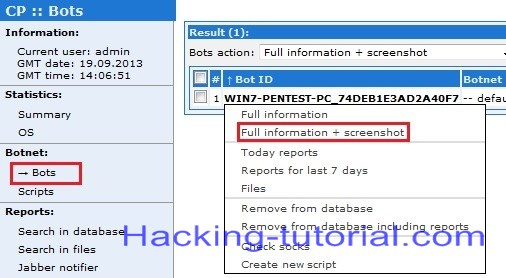 CP :: Bots
Information:
Current user: admin
GMT date: 19.09.2013
GMT time: 14:06:51
Statistics:
Summary
OS
Botnet:
→ Bots
Scripts
Reports:
Search in database
Search in files
Jabber notifier
Result (1):
Bots action: Full information + screenshot
# ↑ Bot ID Botnet
1 WIN7-PENTEST-PC_74DEB1E3AD2A40F7 -- defa
Full information
Full information + screenshot
Today reports
Reports for last 7 days
Files
Remove from database
Remove from database including reports
Check socks
Create new script
Hacking-tutorial.com